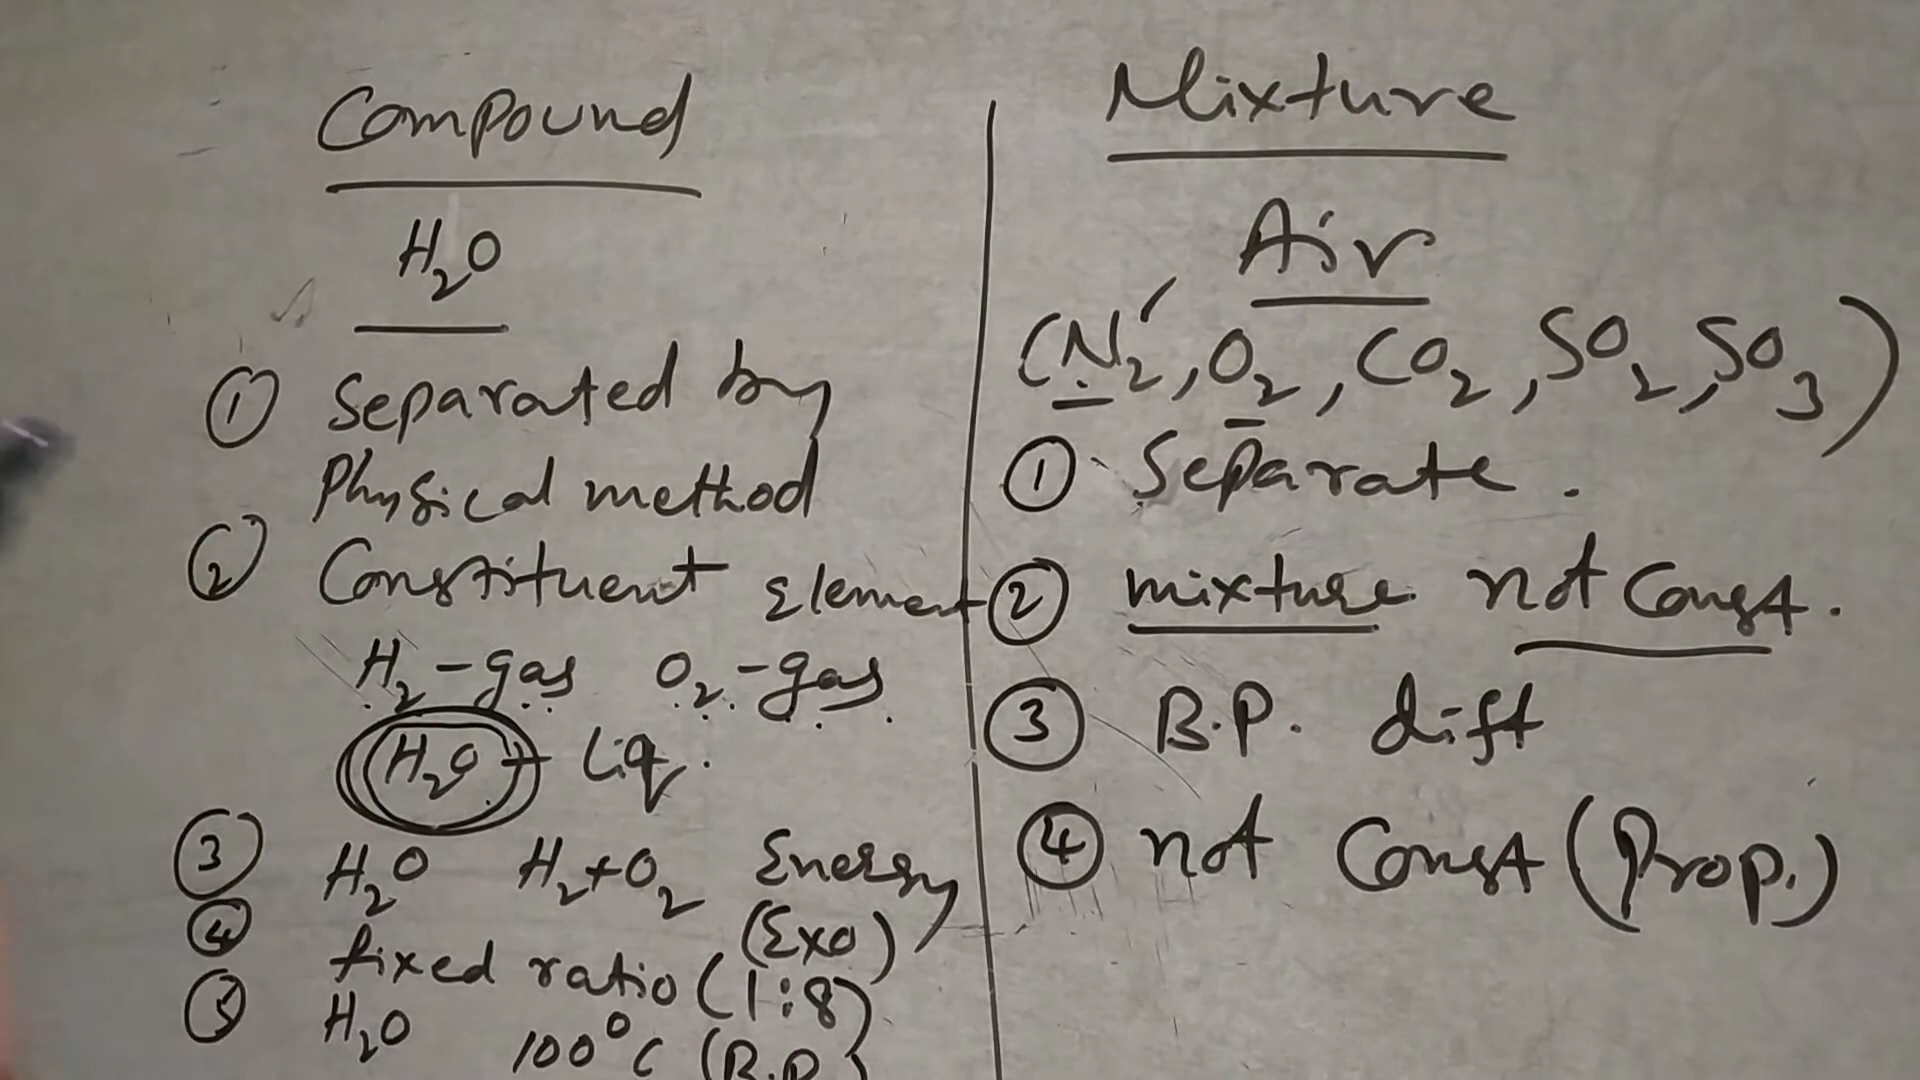 Compound
H₂O
① Separated by
Physical method
② Constituent Element
H₂-gas O₂-gas
H₂O Liq.
③ H₂O H₂+O₂ Energy
(Exo)
④ fixed ratio (1:8)
⑤ H₂O 100°C (B.P.
Mixture
Air
(N₂, O₂, CO₂, SO₂, SO₃)
① Separate.
② mixture not Const.
③ B.P. diff
④ not Const (Prop.)